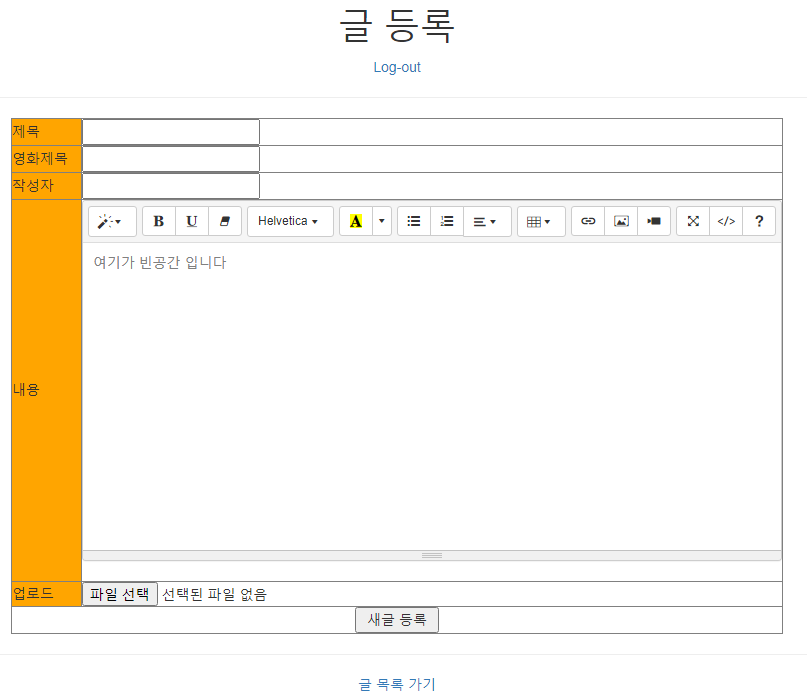 글 등록
Log-out
제목
영화제목
작성자
B U Helvetica A </> ?
여기가 빈공간 입니다
내용
업로드 파일 선택 선택된 파일 없음
새글 등록
글 목록 가기